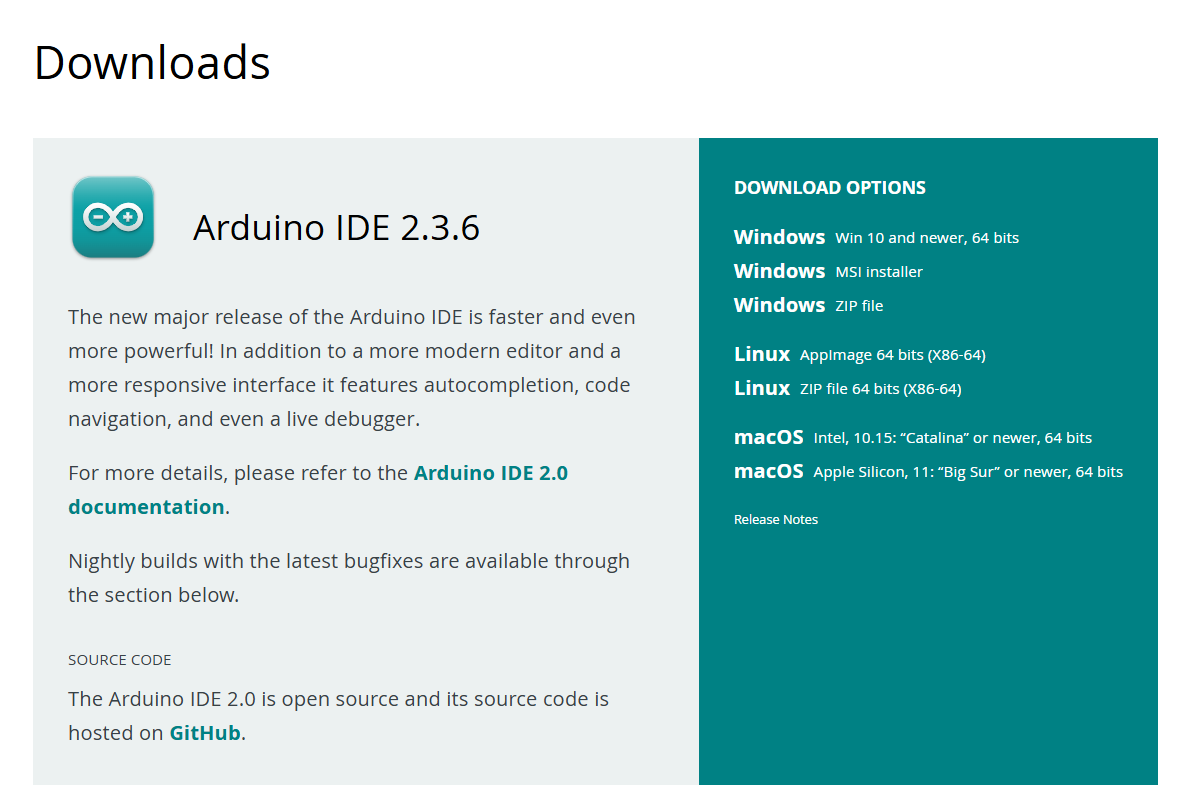 Downloads
Arduino IDE 2.3.6
The new major release of the Arduino IDE is faster and even
more powerful! In addition to a more modern editor and a
more responsive interface it features autocompletion, code
navigation, and even a live debugger.
For more details, please refer to the Arduino IDE 2.0
documentation.
Nightly builds with the latest bugfixes are available through
the section below.
SOURCE CODE
The Arduino IDE 2.0 is open source and its source code is
hosted on GitHub.
DOWNLOAD OPTIONS
Windows Win 10 and newer, 64 bits
Windows MSI installer
Windows ZIP file
Linux AppImage 64 bits (X86-64)
Linux ZIP file 64 bits (X86-64)
macOS Intel, 10.15: “Catalina” or newer, 64 bits
macOS Apple Silicon, 11: “Big Sur” or newer, 64 bits
Release Notes